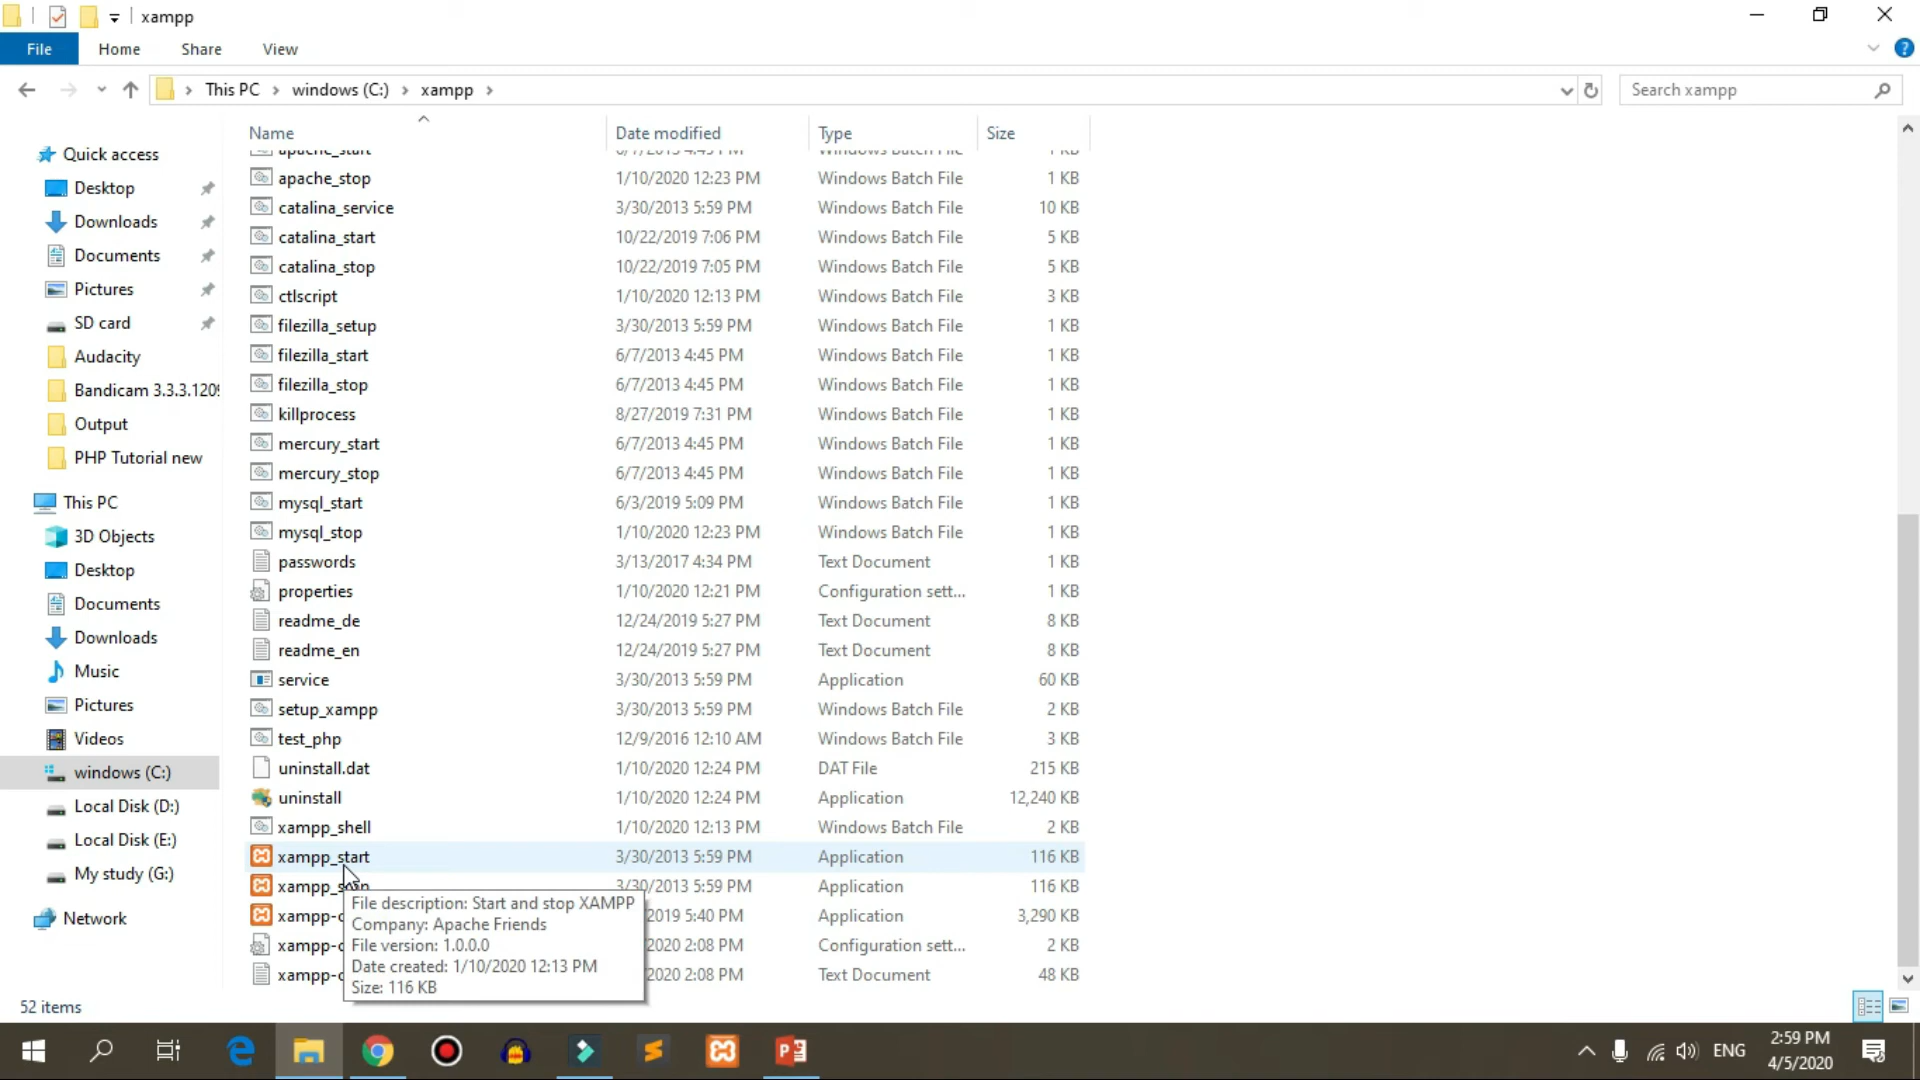 xampp
File Home Share View
This PC windows (C:) xampp
Search xampp
Name Date modified Type Size
apache_start 6/7/2013 4:45 PM Windows Batch File 1 KB
apache_stop 1/10/2020 12:23 PM Windows Batch File 1 KB
catalina_service 3/30/2013 5:59 PM Windows Batch File 10 KB
catalina_start 10/22/2019 7:06 PM Windows Batch File 5 KB
catalina_stop 10/22/2019 7:05 PM Windows Batch File 5 KB
ctlscript 1/10/2020 12:13 PM Windows Batch File 3 KB
filezilla_setup 3/30/2013 5:59 PM Windows Batch File 1 KB
filezilla_start 6/7/2013 4:45 PM Windows Batch File 1 KB
filezilla_stop 6/7/2013 4:45 PM Windows Batch File 1 KB
killprocess 8/27/2019 7:31 PM Windows Batch File 1 KB
mercury_start 6/7/2013 4:45 PM Windows Batch File 1 KB
mercury_stop 6/7/2013 4:45 PM Windows Batch File 1 KB
mysql_start 6/3/2019 5:09 PM Windows Batch File 1 KB
mysql_stop 1/10/2020 12:23 PM Windows Batch File 1 KB
passwords 3/13/2017 4:34 PM Text Document 1 KB
properties 1/10/2020 12:21 PM Configuration sett... 1 KB
readme_de 12/24/2019 5:27 PM Text Document 8 KB
readme_en 12/24/2019 5:27 PM Text Document 8 KB
service 3/30/2013 5:59 PM Application 60 KB
setup_xampp 3/30/2013 5:59 PM Windows Batch File 2 KB
test_php 12/9/2016 12:10 AM Windows Batch File 3 KB
uninstall.dat 1/10/2020 12:24 PM DAT File 215 KB
uninstall 1/10/2020 12:24 PM Application 12,240 KB
xampp_shell 1/10/2020 12:13 PM Windows Batch File 2 KB
xampp_start 3/30/2013 5:59 PM Application 116 KB
3/30/2013 5:59 PM Application 116 KB
2019 5:40 PM Application 3,290 KB
2020 2:08 PM Configuration sett... 2 KB
2020 2:08 PM Text Document 48 KB
File description: Start and stop XAMPP
Company: Apache Friends
File version: 1.0.0.0
Date created: 1/10/2020 12:13 PM
Size: 116 KB
Quick access
Desktop
Downloads
Documents
Pictures
SD card
Audacity
Bandicam 3.3.3.1209
Output
PHP Tutorial new
This PC
3D Objects
Desktop
Documents
Downloads
Music
Pictures
Videos
windows (C:)
Local Disk (D:)
Local Disk (E:)
My study (G:)
Network
52 items
ENG
2:59 PM
4/5/2020